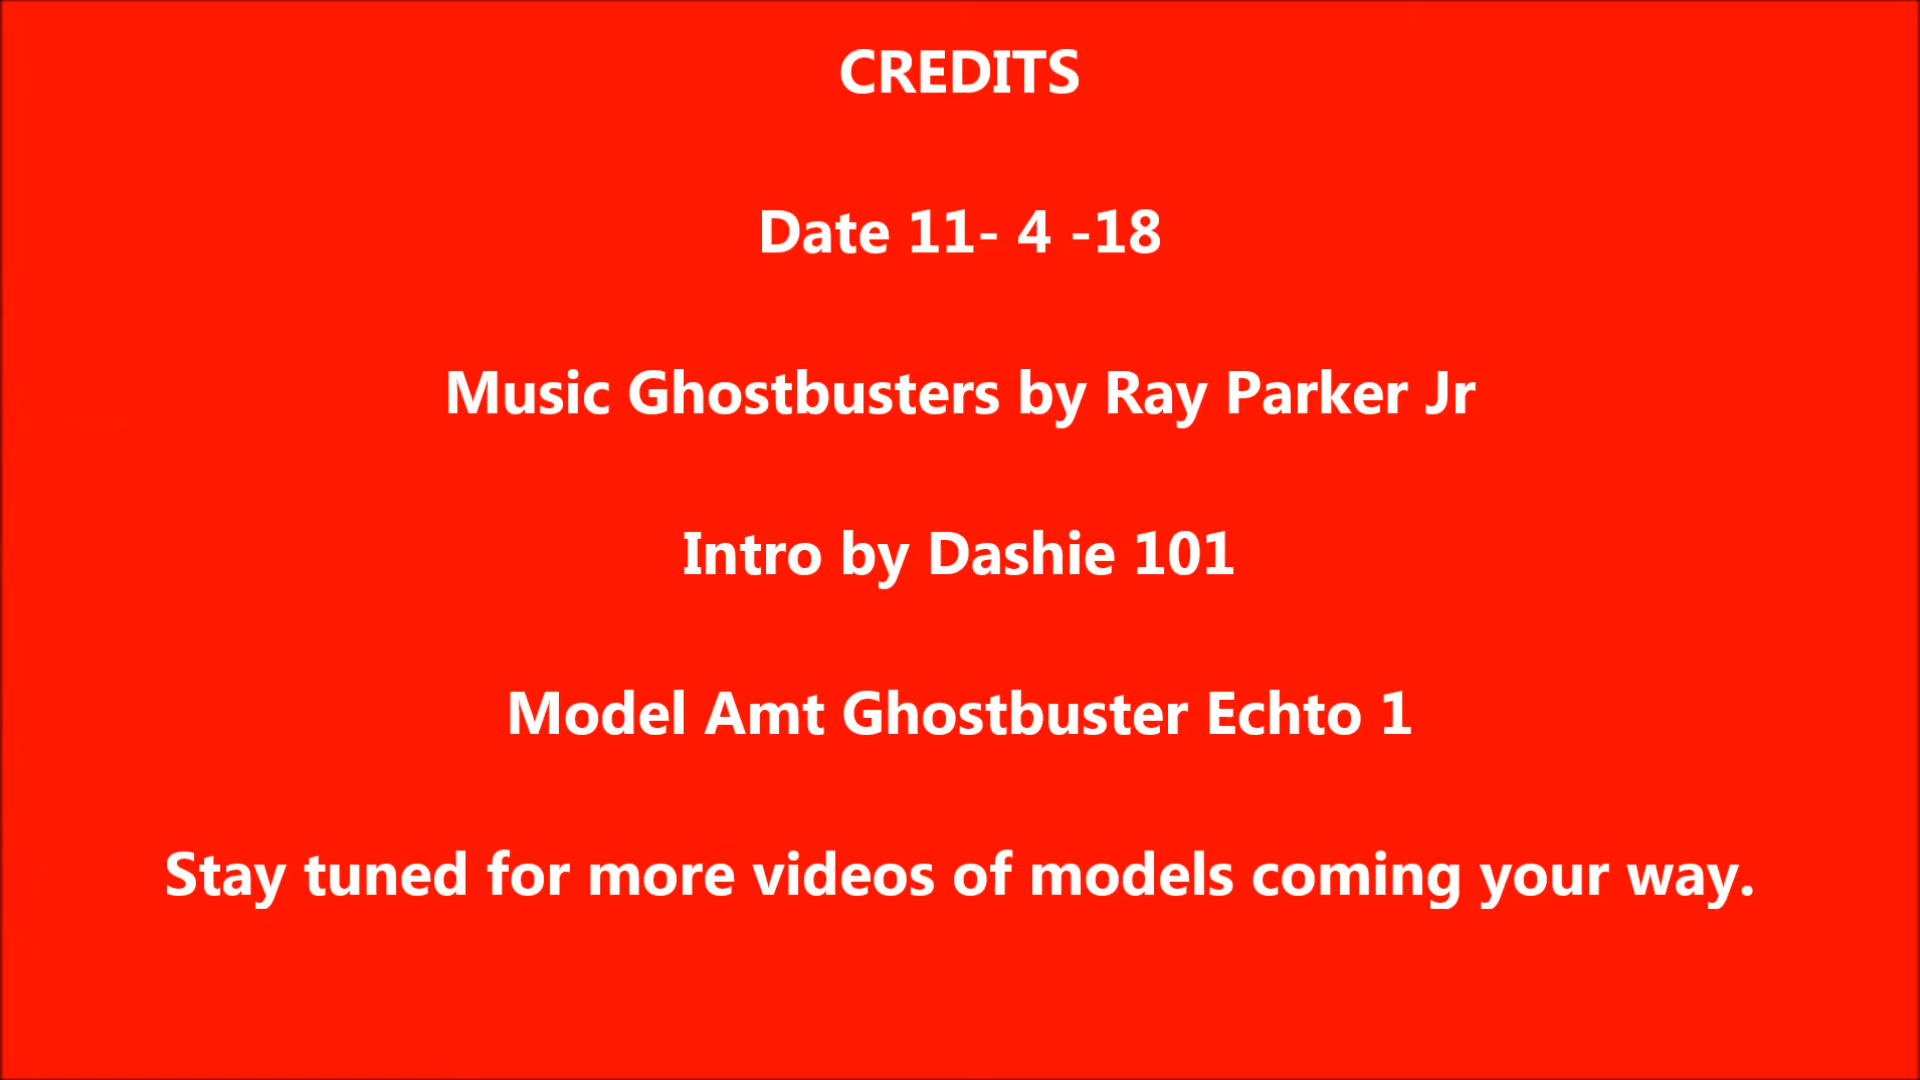 CREDITS
Date 11- 4 -18
Music Ghostbusters by Ray Parker Jr
Intro by Dashie 101
Model Amt Ghostbuster Echto 1
Stay tuned for more videos of models coming your way.